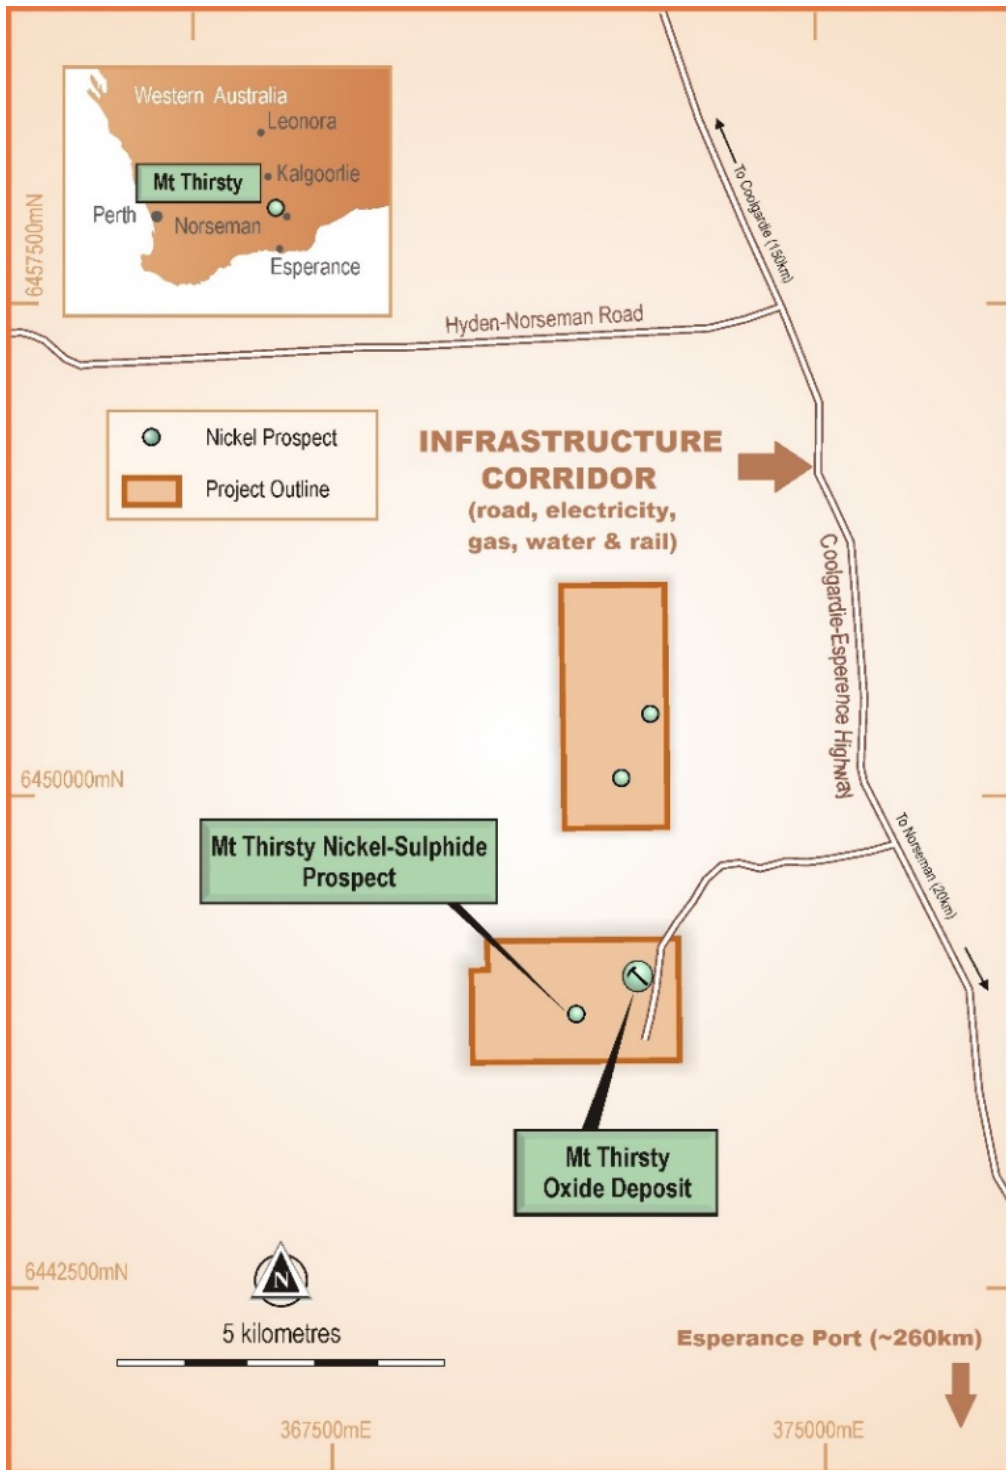 Western Australia
Leonora
Kalgoorlie
Mt Thirsty
Perth
Norseman
Esperance
6457500mN
To Coolgardie (150km)
Hyden-Norseman Road
Nickel Prospect
Project Outline
INFRASTRUCTURE
CORRIDOR
(road, electricity,
gas, water & rail)
Coolgardie-Esperence Highway
6450000mN
To Norseman (20km)
Mt Thirsty Nickel-Sulphide
Prospect
Mt Thirsty
Oxide Deposit
6442500mN
N
5 kilometres
Esperance Port (~260km)
367500mE
375000mE